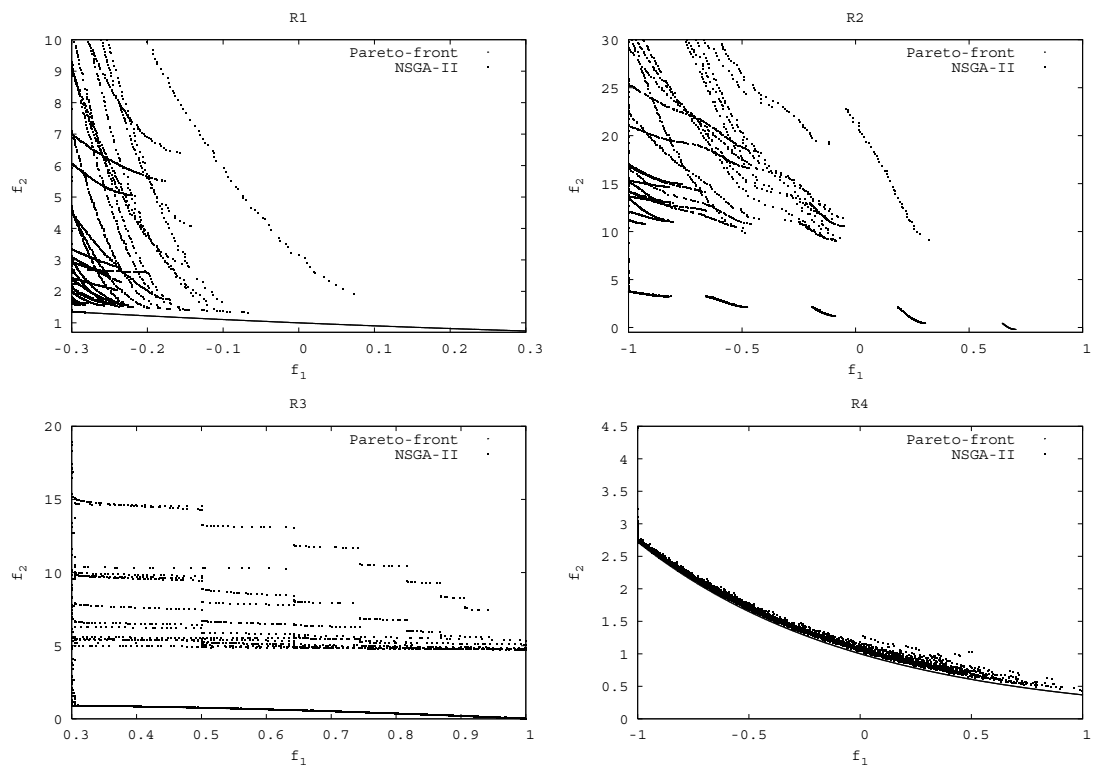 R1
10
9
8
7
6
5
4
3
2
1
f2
-0.3 -0.2 -0.1 0 0.1 0.2 0.3
f1
Pareto-front
NSGA-II
R2
30
25
20
15
10
5
0
f2
-1 -0.5 0 0.5 1
f1
Pareto-front
NSGA-II
R3
20
15
10
5
0
f2
0.3 0.4 0.5 0.6 0.7 0.8 0.9 1
f1
Pareto-front
NSGA-II
R4
4.5
4
3.5
3
2.5
2
1.5
1
0.5
0
f2
-1 -0.5 0 0.5 1
f1
Pareto-front
NSGA-II